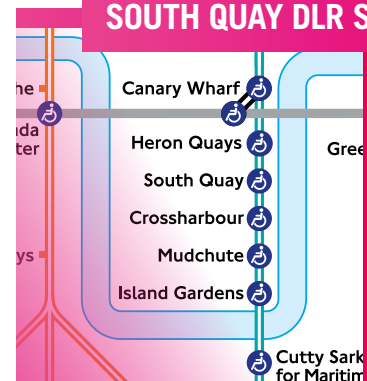 SOUTH QUAY DLR S
Canary Wharf
Heron Quays
South Quay
Crossharbour
Mudchute
Island Gardens
Cutty Sark
for Maritim